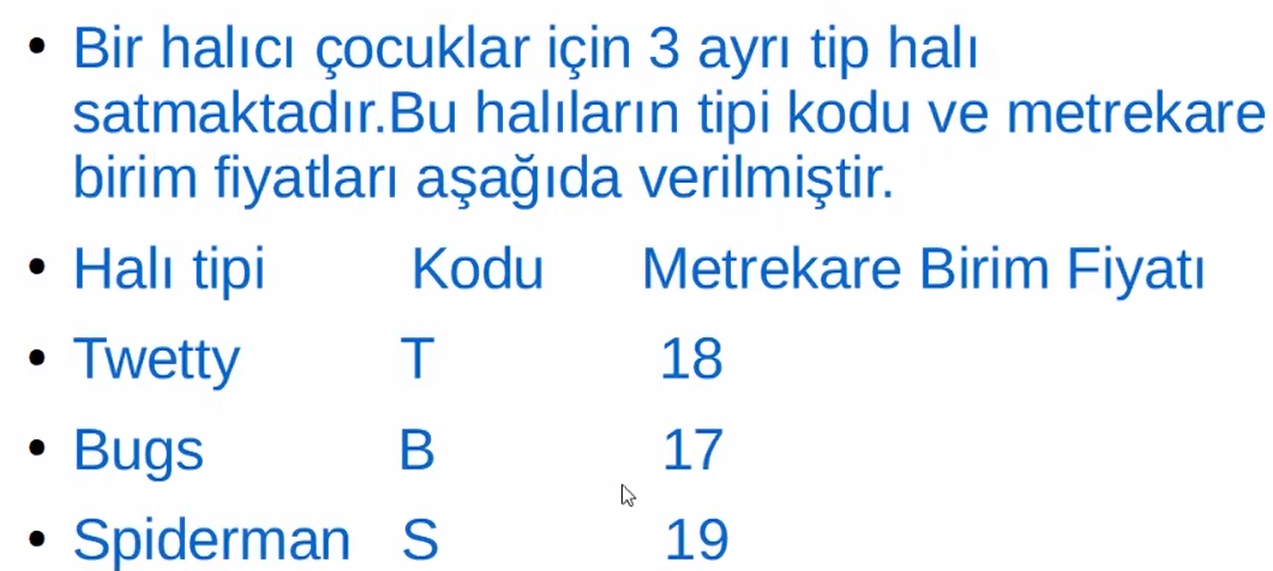 • Bir halıcı çocuklar için 3 ayrı tip halı
satmaktadır.Bu halıların tipi kodu ve metrekare
birim fiyatları aşağıda verilmiştir.
• Halı tipi Kodu Metrekare Birim Fiyatı
• Twetty T 18
• Bugs B 17
• Spiderman S 19